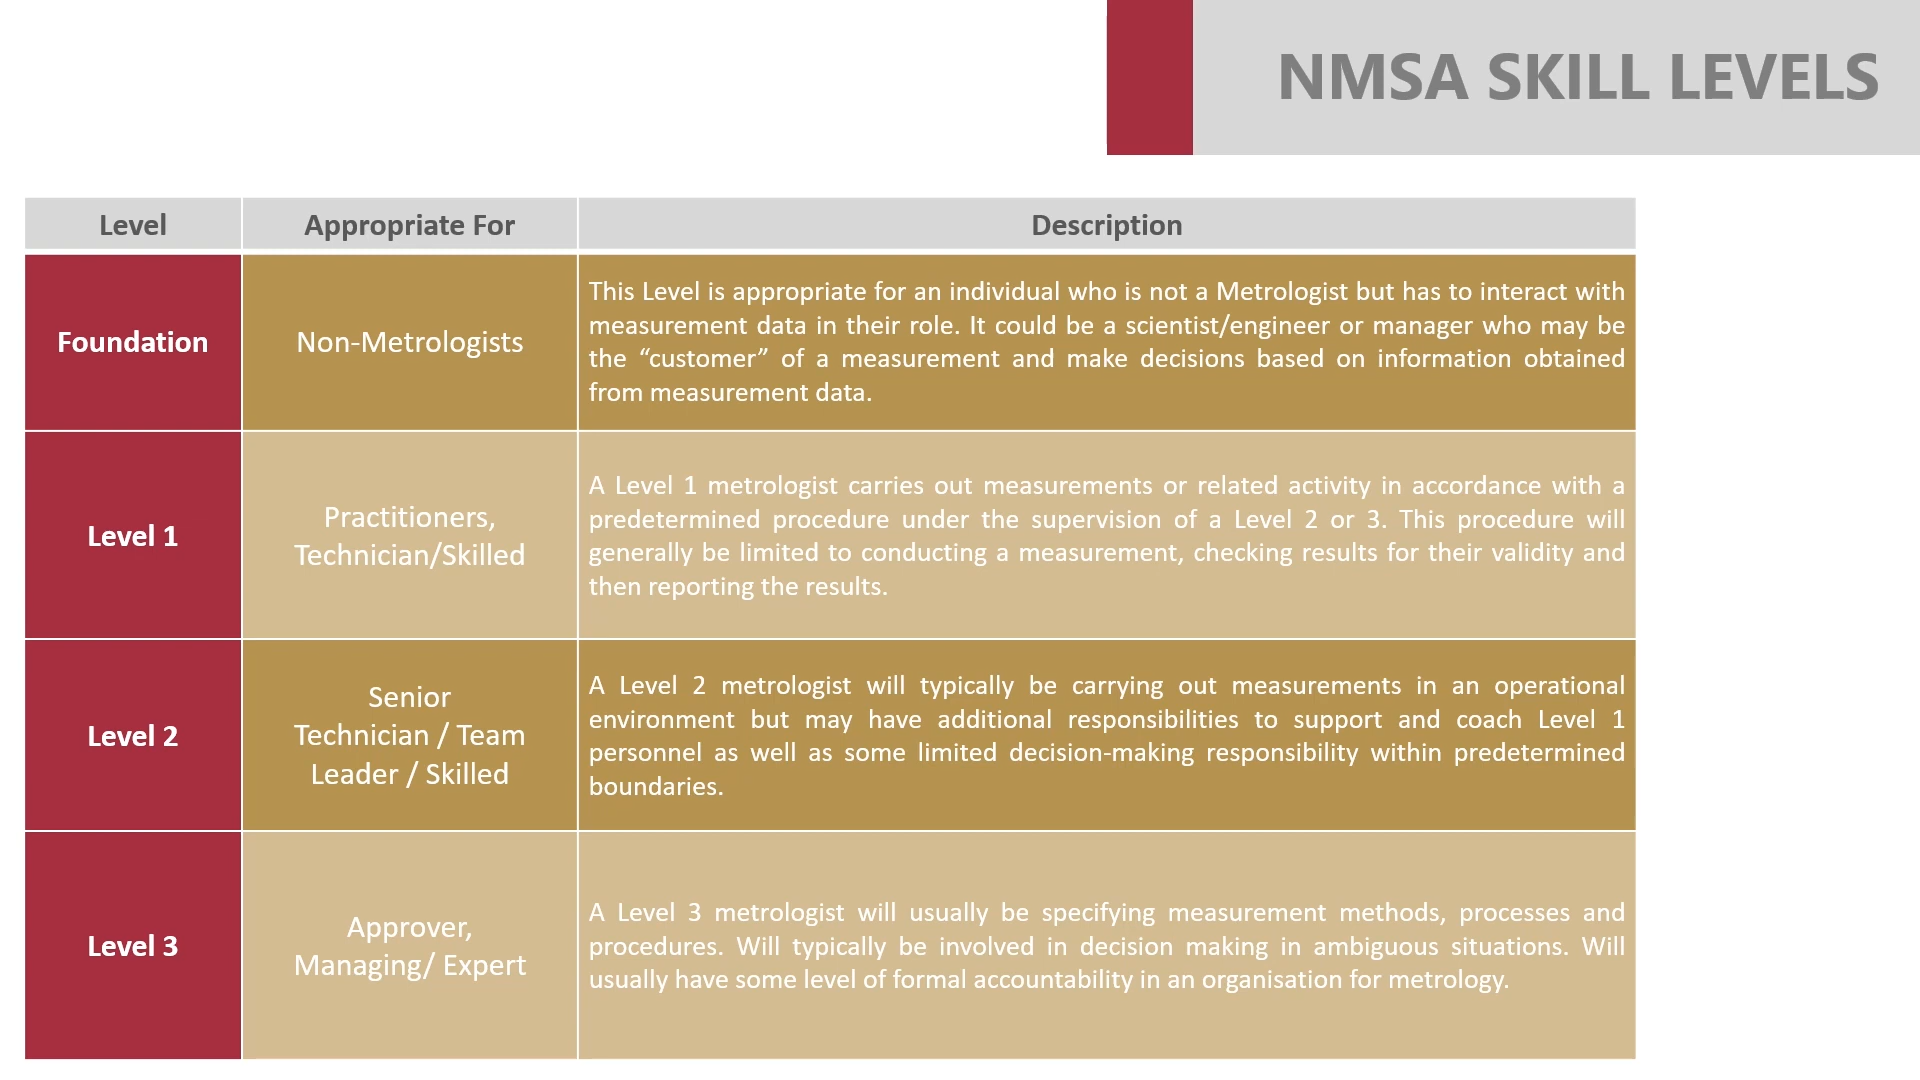 NMSA SKILL LEVELS
Level
Appropriate For
Description
Foundation
Non-Metrologists
This Level is appropriate for an individual who is not a Metrologist but has to interact with
measurement data in their role. It could be a scientist/engineer or manager who may be
the “customer” of a measurement and make decisions based on information obtained
from measurement data.
Level 1
Practitioners,
Technician/Skilled
A Level 1 metrologist carries out measurements or related activity in accordance with a
predetermined procedure under the supervision of a Level 2 or 3. This procedure will
generally be limited to conducting a measurement, checking results for their validity and
then reporting the results.
Level 2
Senior
Technician / Team
Leader / Skilled
A Level 2 metrologist will typically be carrying out measurements in an operational
environment but may have additional responsibilities to support and coach Level 1
personnel as well as some limited decision-making responsibility within predetermined
boundaries.
Level 3
Approver,
Managing/ Expert
A Level 3 metrologist will usually be specifying measurement methods, processes and
procedures. Will typically be involved in decision making in ambiguous situations. Will
usually have some level of formal accountability in an organisation for metrology.